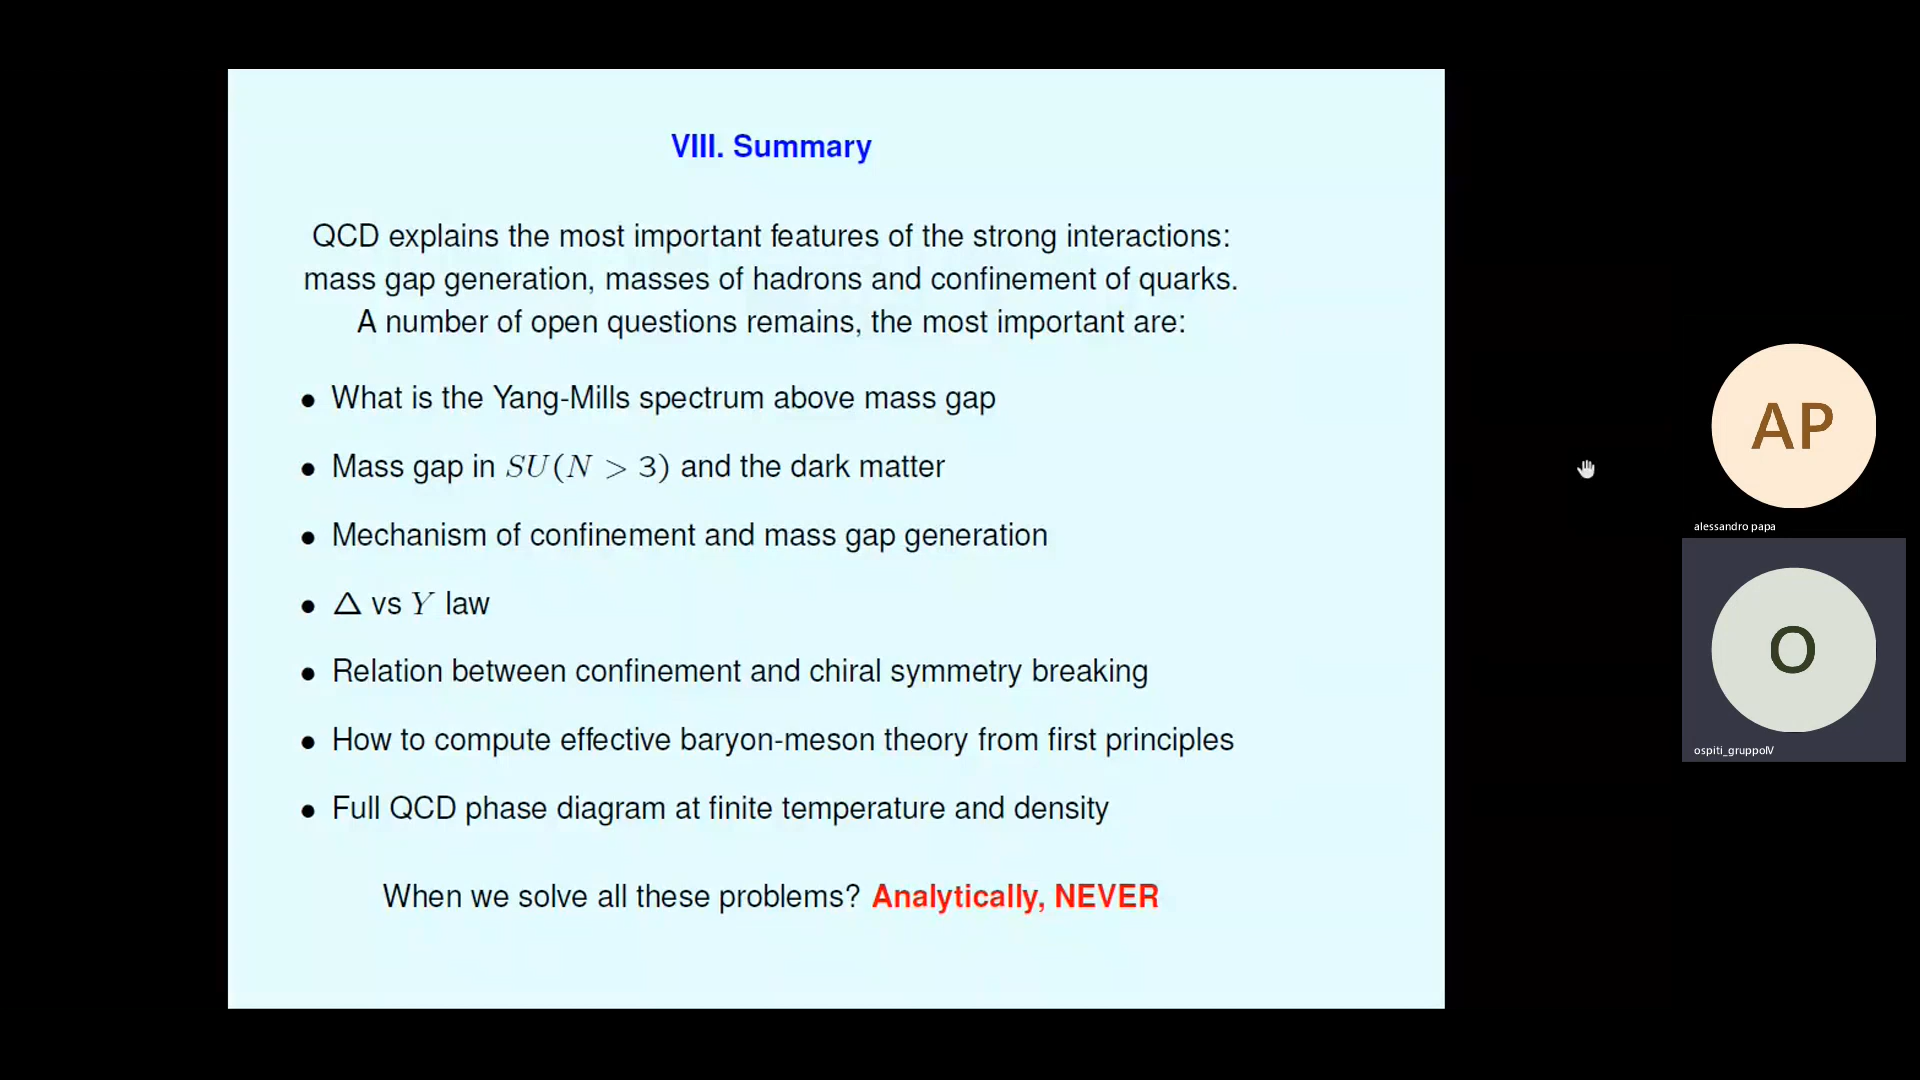 VIII. Summary
QCD explains the most important features of the strong interactions:
mass gap generation, masses of hadrons and confinement of quarks.
A number of open questions remains, the most important are:
• What is the Yang-Mills spectrum above mass gap
• Mass gap in SU(N > 3) and the dark matter
• Mechanism of confinement and mass gap generation
• △ vs Y law
• Relation between confinement and chiral symmetry breaking
• How to compute effective baryon-meson theory from first principles
• Full QCD phase diagram at finite temperature and density
When we solve all these problems? Analytically, NEVER
AP
alessandro papa
O
ospiti_gruppoIV